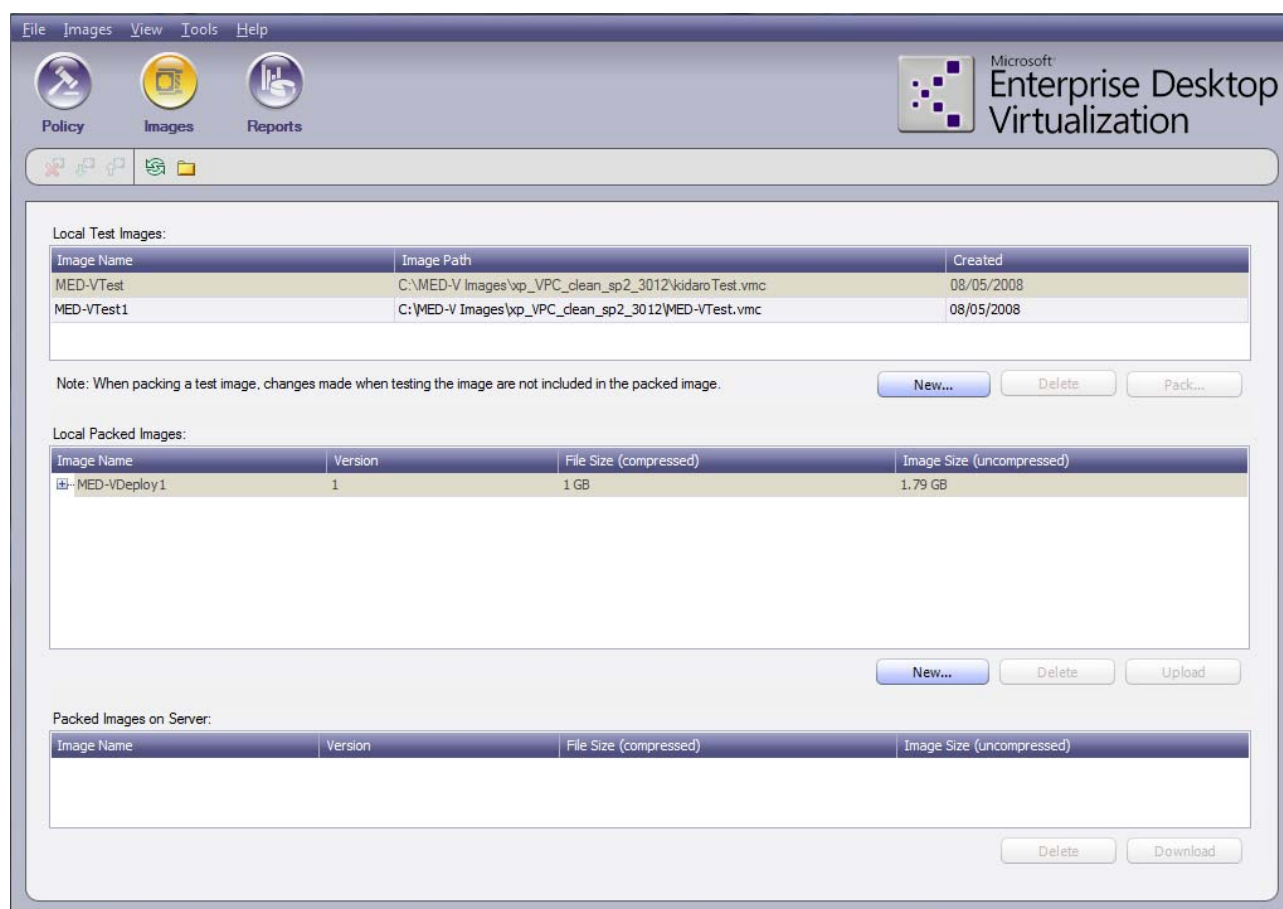 File Images View Tools Help
Policy Images Reports
Microsoft
Enterprise Desktop
Virtualization
Local Test Images:
Image Name Image Path Created
MED-VTest C:\MED-V Images\xp_VPC_clean_sp2_3012\kidaroTest.vmc 08/05/2008
MED-VTest1 C:\MED-V Images\xp_VPC_clean_sp2_3012\MED-VTest.vmc 08/05/2008
Note: When packing a test image, changes made when testing the image are not included in the packed image.
New... Delete Pack...
Local Packed Images:
Image Name Version File Size (compressed) Image Size (uncompressed)
MED-VDeploy1 1 1 GB 1.79 GB
New... Delete Upload
Packed Images on Server:
Image Name Version File Size (compressed) Image Size (uncompressed)
Delete Download